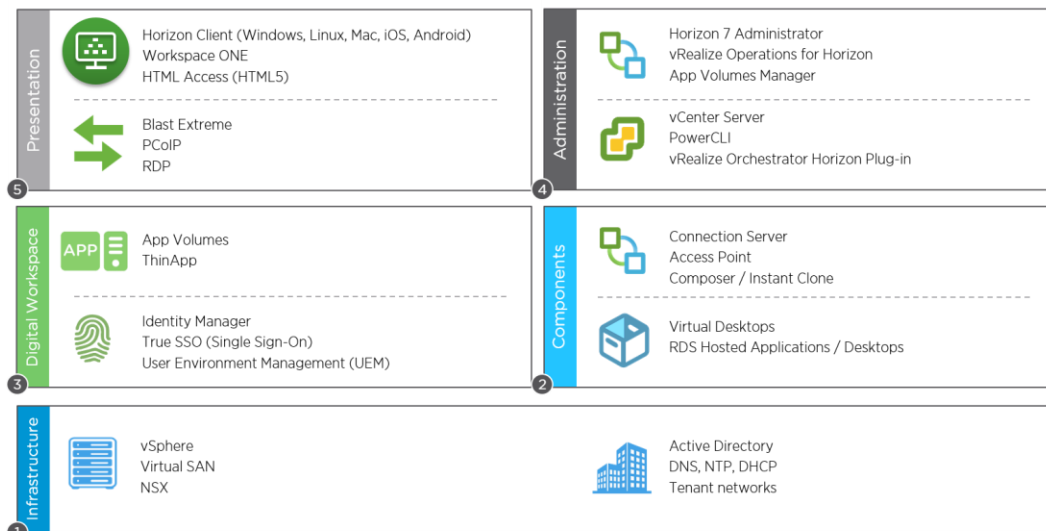 Presentation
Horizon Client (Windows, Linux, Mac, iOS, Android)
Workspace ONE
HTML Access (HTML5)
Blast Extreme
PCoIP
RDP
5
Administration
Horizon 7 Administrator
vRealize Operations for Horizon
App Volumes Manager
vCenter Server
PowerCLI
vRealize Orchestrator Horizon Plug-in
4
Digital Workspace
APP
App Volumes
ThinApp
Identity Manager
True SSO (Single Sign-On)
User Environment Management (UEM)
3
Components
Connection Server
Access Point
Composer / Instant Clone
Virtual Desktops
RDS Hosted Applications / Desktops
2
Infrastructure
vSphere
Virtual SAN
NSX
Active Directory
DNS, NTP, DHCP
Tenant networks
1